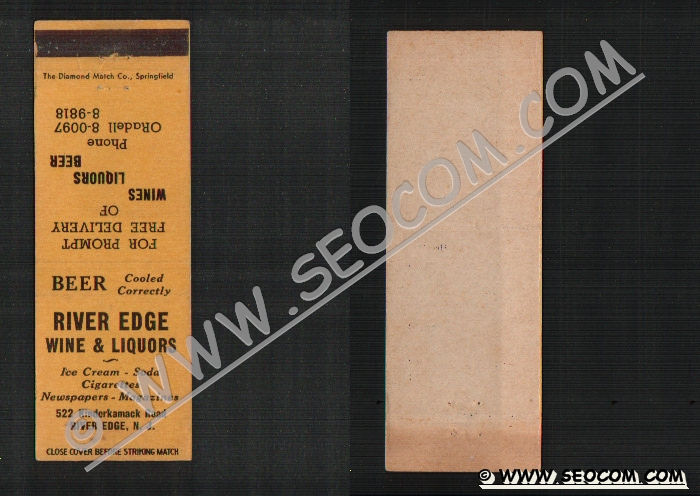 The Diamond Match Co., Springfield
FOR PROMPT
FREE DELIVERY
OF
WINES
LIQUORS
BEER
Phone
ORadell 8-0097
8-9818
BEER Cooled
Correctly
RIVER EDGE
WINE & LIQUORS
Ice Cream - Soda
Cigarettes
Newspapers - Magazines
522 Kinderkamack Road
RIVER EDGE, N. J.
CLOSE COVER BEFORE STRIKING MATCH
© WWW.SEOCOM.COM
© WWW.SEOCOM.COM